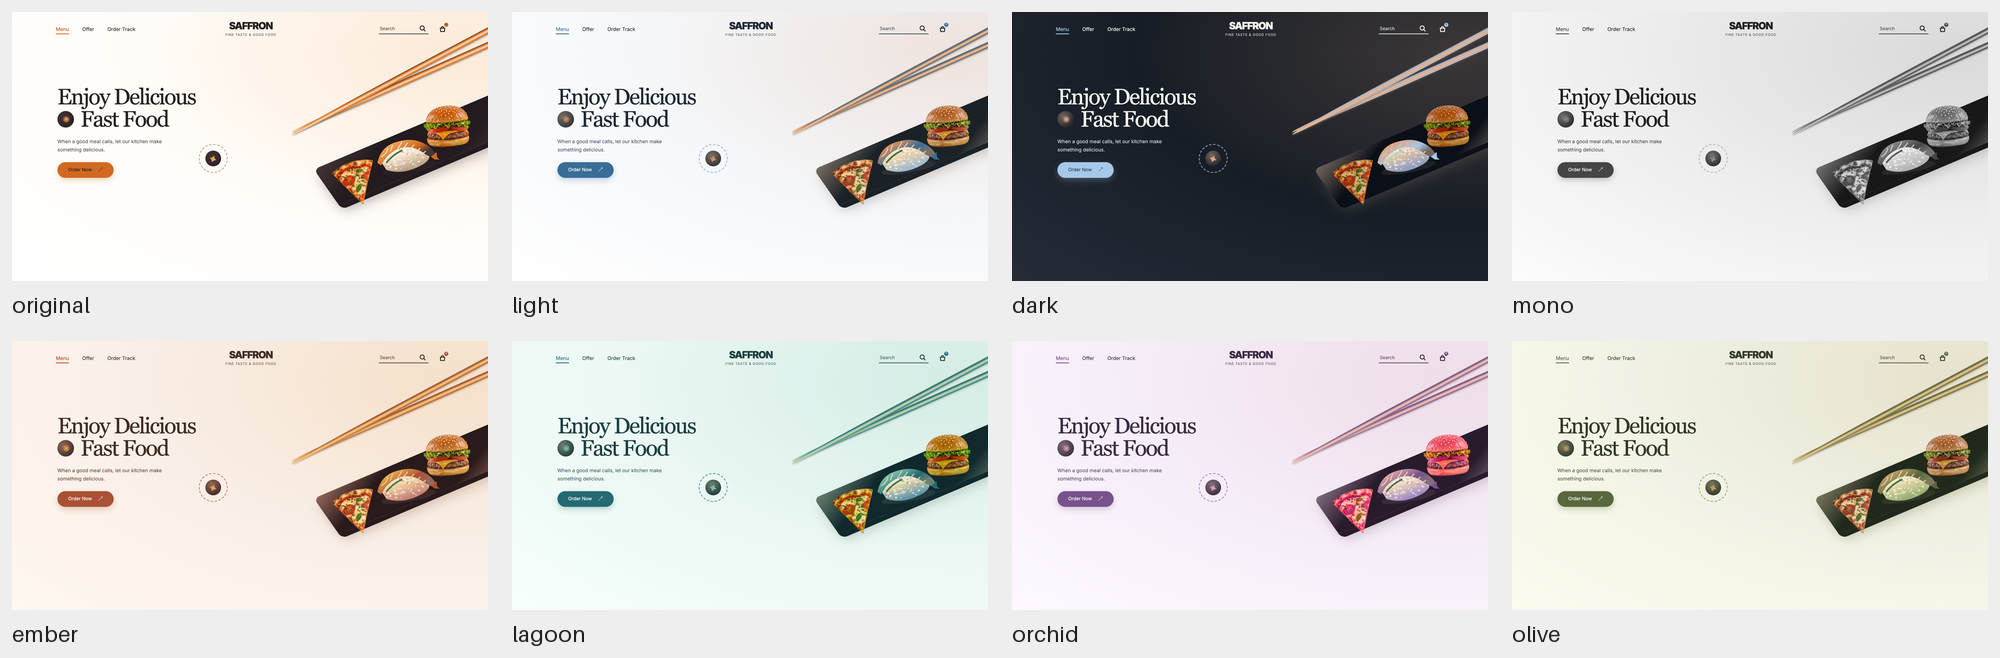 Menu Offer Order Track SAFFRON Search
FINE TASTE & GOOD FOOD
Enjoy Delicious
Fast Food
When a good meal calls, let our kitchen make
something delicious.
Order Now
original
Menu Offer Order Track SAFFRON Search
FINE TASTE & GOOD FOOD
Enjoy Delicious
Fast Food
When a good meal calls, let our kitchen make
something delicious.
Order Now
light
Menu Offer Order Track SAFFRON Search
FINE TASTE & GOOD FOOD
Enjoy Delicious
Fast Food
When a good meal calls, let our kitchen make
something delicious.
Order Now
dark
Menu Offer Order Track SAFFRON Search
FINE TASTE & GOOD FOOD
Enjoy Delicious
Fast Food
When a good meal calls, let our kitchen make
something delicious.
Order Now
mono
Menu Offer Order Track SAFFRON Search
FINE TASTE & GOOD FOOD
Enjoy Delicious
Fast Food
When a good meal calls, let our kitchen make
something delicious.
Order Now
ember
Menu Offer Order Track SAFFRON Search
FINE TASTE & GOOD FOOD
Enjoy Delicious
Fast Food
When a good meal calls, let our kitchen make
something delicious.
Order Now
lagoon
Menu Offer Order Track SAFFRON Search
FINE TASTE & GOOD FOOD
Enjoy Delicious
Fast Food
When a good meal calls, let our kitchen make
something delicious.
Order Now
orchid
Menu Offer Order Track SAFFRON Search
FINE TASTE & GOOD FOOD
Enjoy Delicious
Fast Food
When a good meal calls, let our kitchen make
something delicious.
Order Now
olive